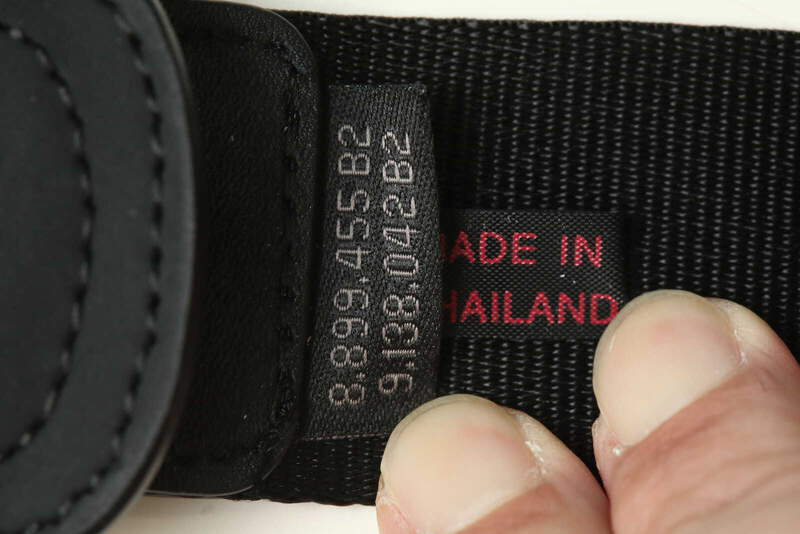 8.899.455 B2
9.138.042 B2
MADE IN
THAILAND